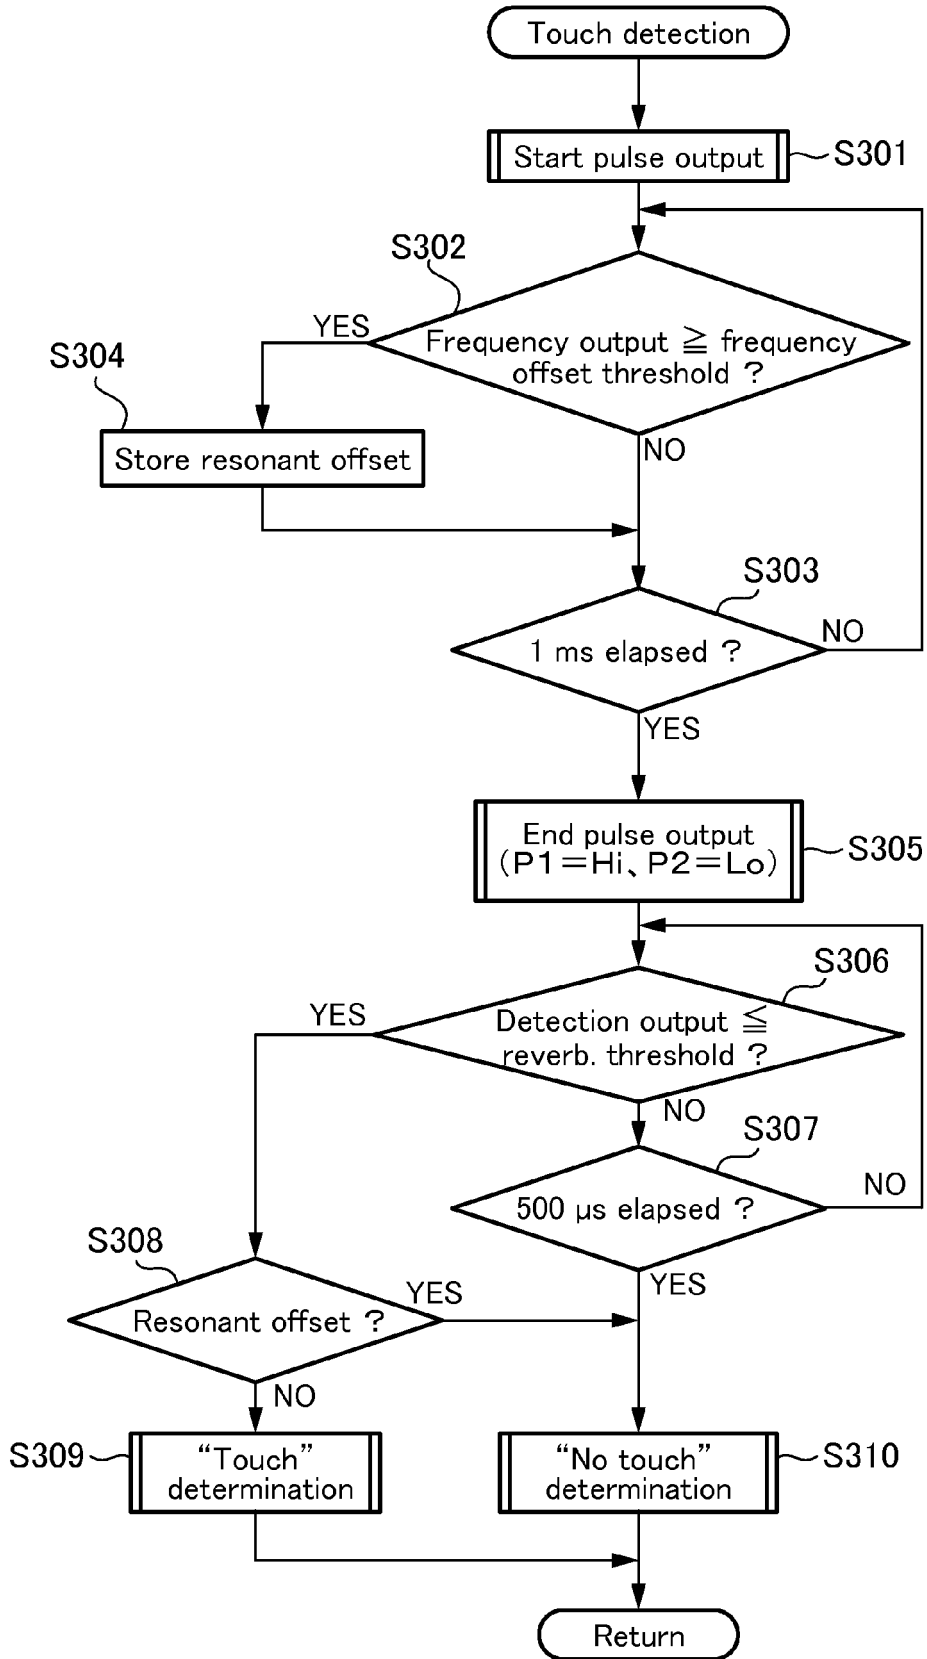 Touch detection
Start pulse output
S301
S302
YES
Frequency output ≧ frequency
offset threshold ?
S304
Store resonant offset
NO
S303
1 ms elapsed ?
NO
YES
End pulse output
(P1=Hi、P2=Lo)
S305
S306
YES
Detection output ≦
reverb. threshold ?
NO
S307
500 μs elapsed ?
NO
YES
S308
Resonant offset ?
YES
NO
S309
“Touch”
determination
“No touch”
determination
S310
Return